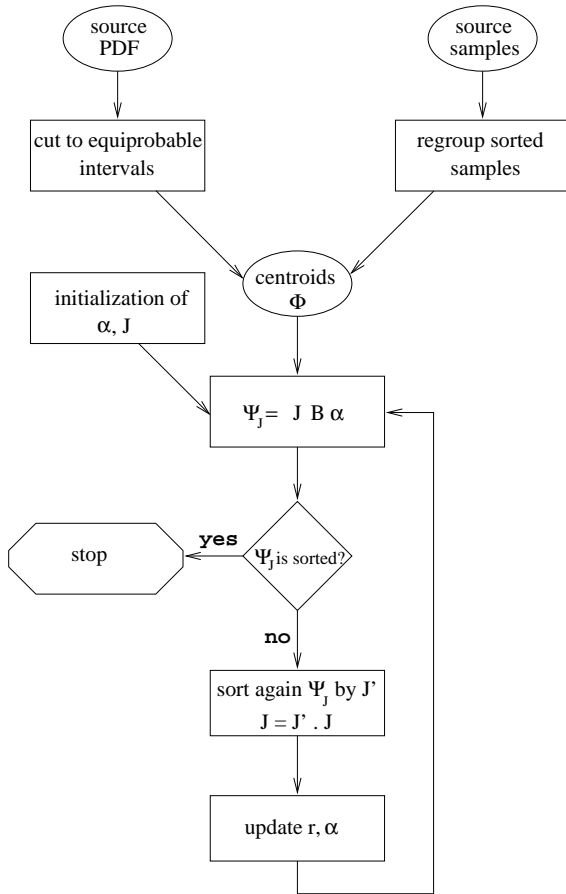 source
PDF
source
samples
cut to equiprobable
intervals
regroup sorted
samples
centroids
Φ
initialization of
α, J
Ψ_J = J B α
Ψ_J is sorted?
yes
stop
no
sort again Ψ_J by J'
J = J' . J
update r, α